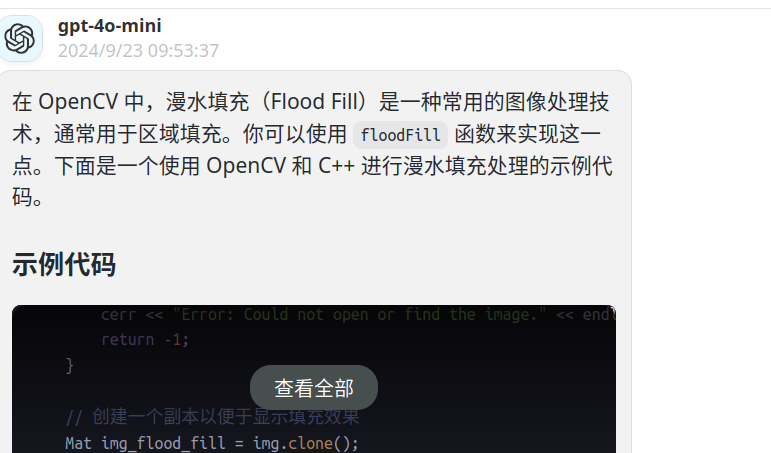 gpt-4o-mini
2024/9/23 09:53:37
在 OpenCV 中，漫水填充（Flood Fill）是一种常用的图像处理技
术，通常用于区域填充。你可以使用 floodFill 函数来实现这一
点。下面是一个使用 OpenCV 和 C++ 进行漫水填充处理的示例代
码。
示例代码
cerr << "Error: Could not open or find the image." << endl
return -1;
}
查看全部
// 创建一个副本以便于显示填充效果
Mat img_flood_fill = img.clone();